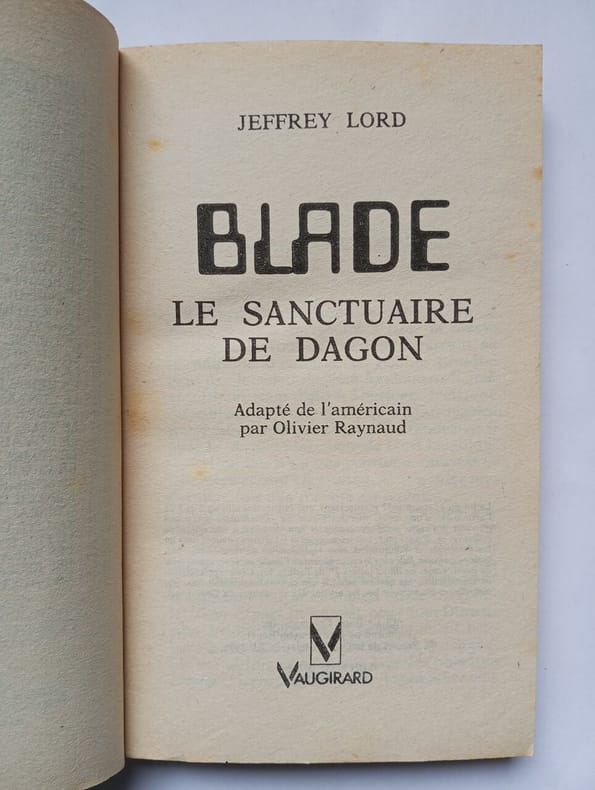 JEFFREY LORD
BLADE
LE SANCTUAIRE
DE DAGON
Adapté de l'américain
par Olivier Raynaud
VAUGIRARD